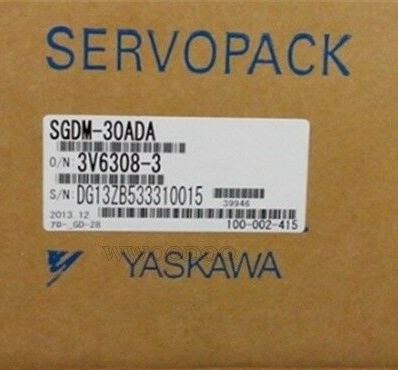 SERVOPACK
SGDM-30ADA
O/N 3V6308-3
S/N: DG13ZB533310015
39946
2013.12
100-002-415
YASKAWA